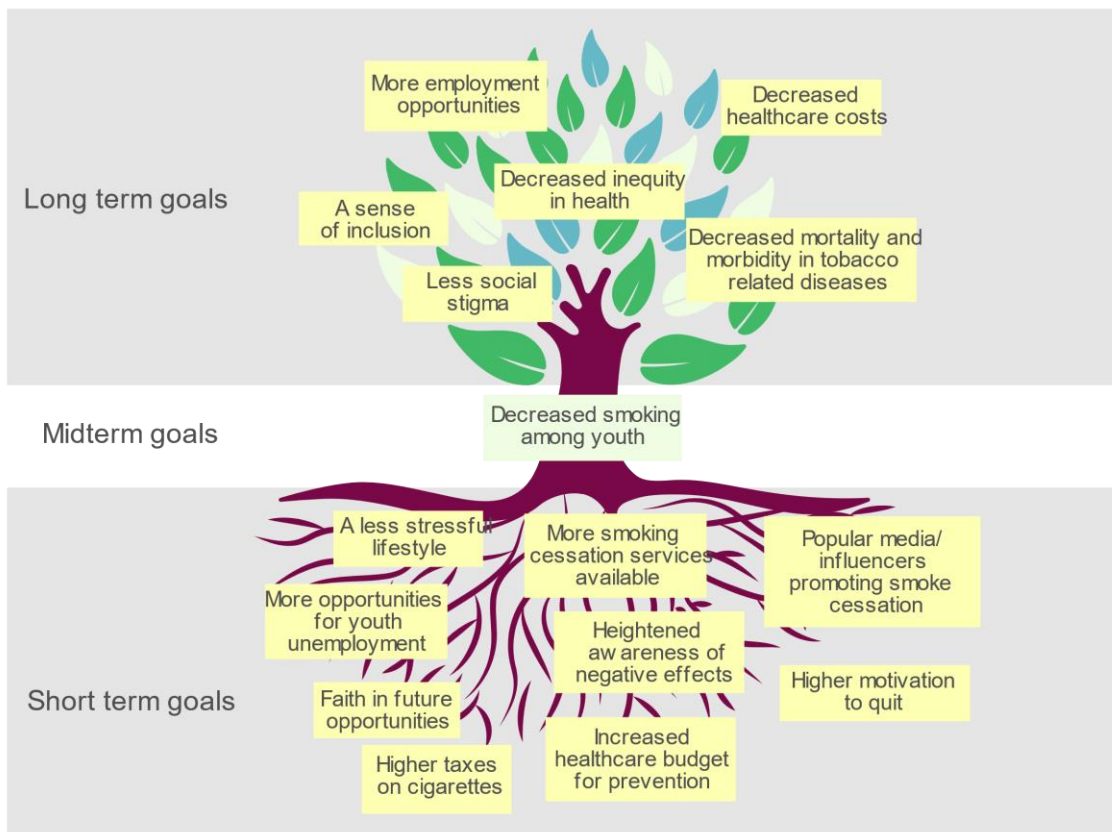 More employment
opportunities
Decreased
healthcare costs
Long term goals
Decreased inequity
in health
A sense
of inclusion
Decreased mortality and
morbidity in tobacco
related diseases
Less social
stigma
Midterm goals
Decreased smoking
among youth
A less stressful
lifestyle
More smoking
cessation services
available
Popular media/
influencers
promoting smoke
cessation
More opportunities
for youth
unemployment
Heightened
awareness of
negative effects
Short term goals
Faith in future
opportunities
Higher motivation
to quit
Higher taxes
on cigarettes
Increased
healthcare budget
for prevention